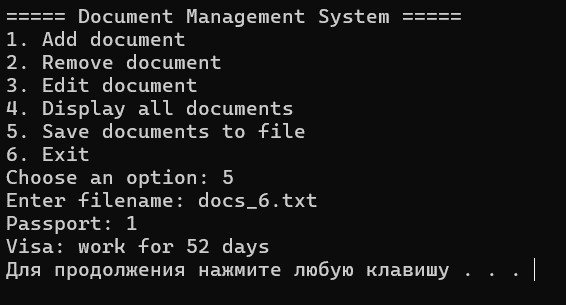 ===== Document Management System =====
1. Add document
2. Remove document
3. Edit document
4. Display all documents
5. Save documents to file
6. Exit
Choose an option: 5
Enter filename: docs_6.txt
Passport: 1
Visa: work for 52 days
Для продолжения нажмите любую клавишу . . .